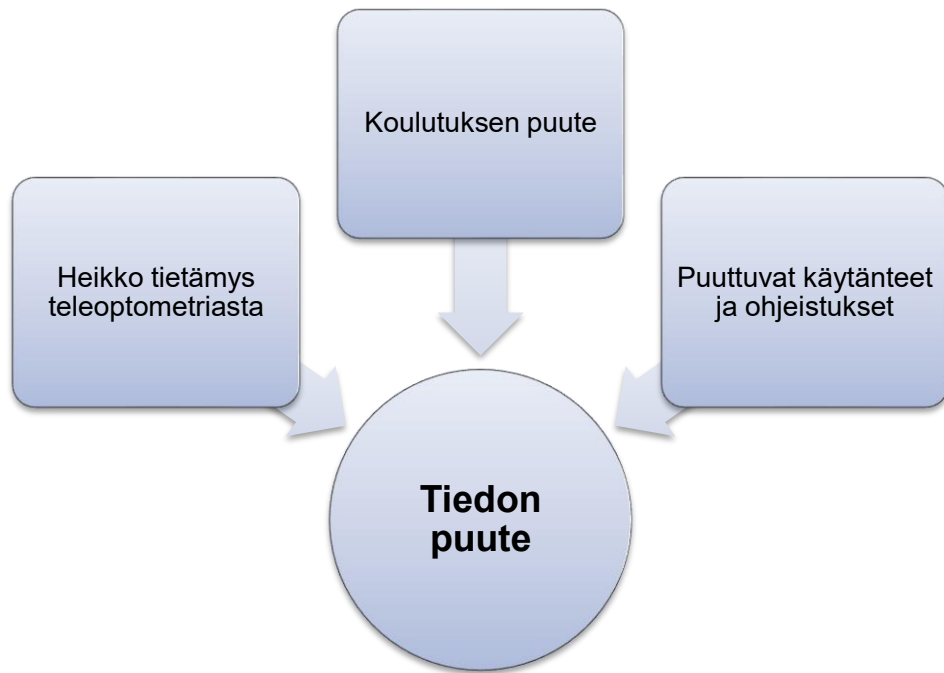 Koulutuksen puute
Heikko tietämys
teleoptometriasta
Puuttuvat käytänteet
ja ohjeistukset
Tiedon
puute